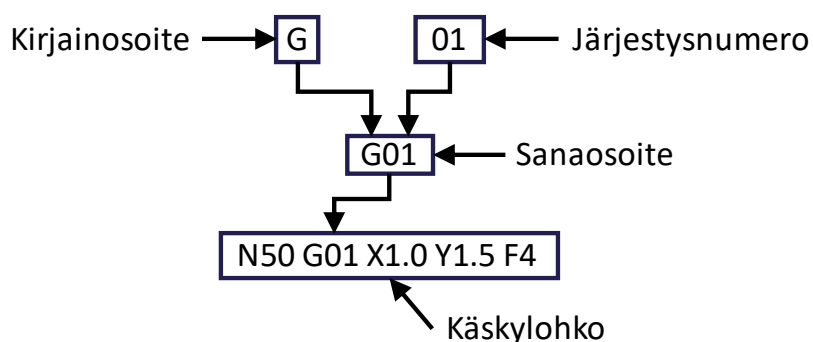 Kirjainosoite G 01 Järjestysnumero
G01 Sanaosoite
N50 G01 X1.0 Y1.5 F4
Käskylohko